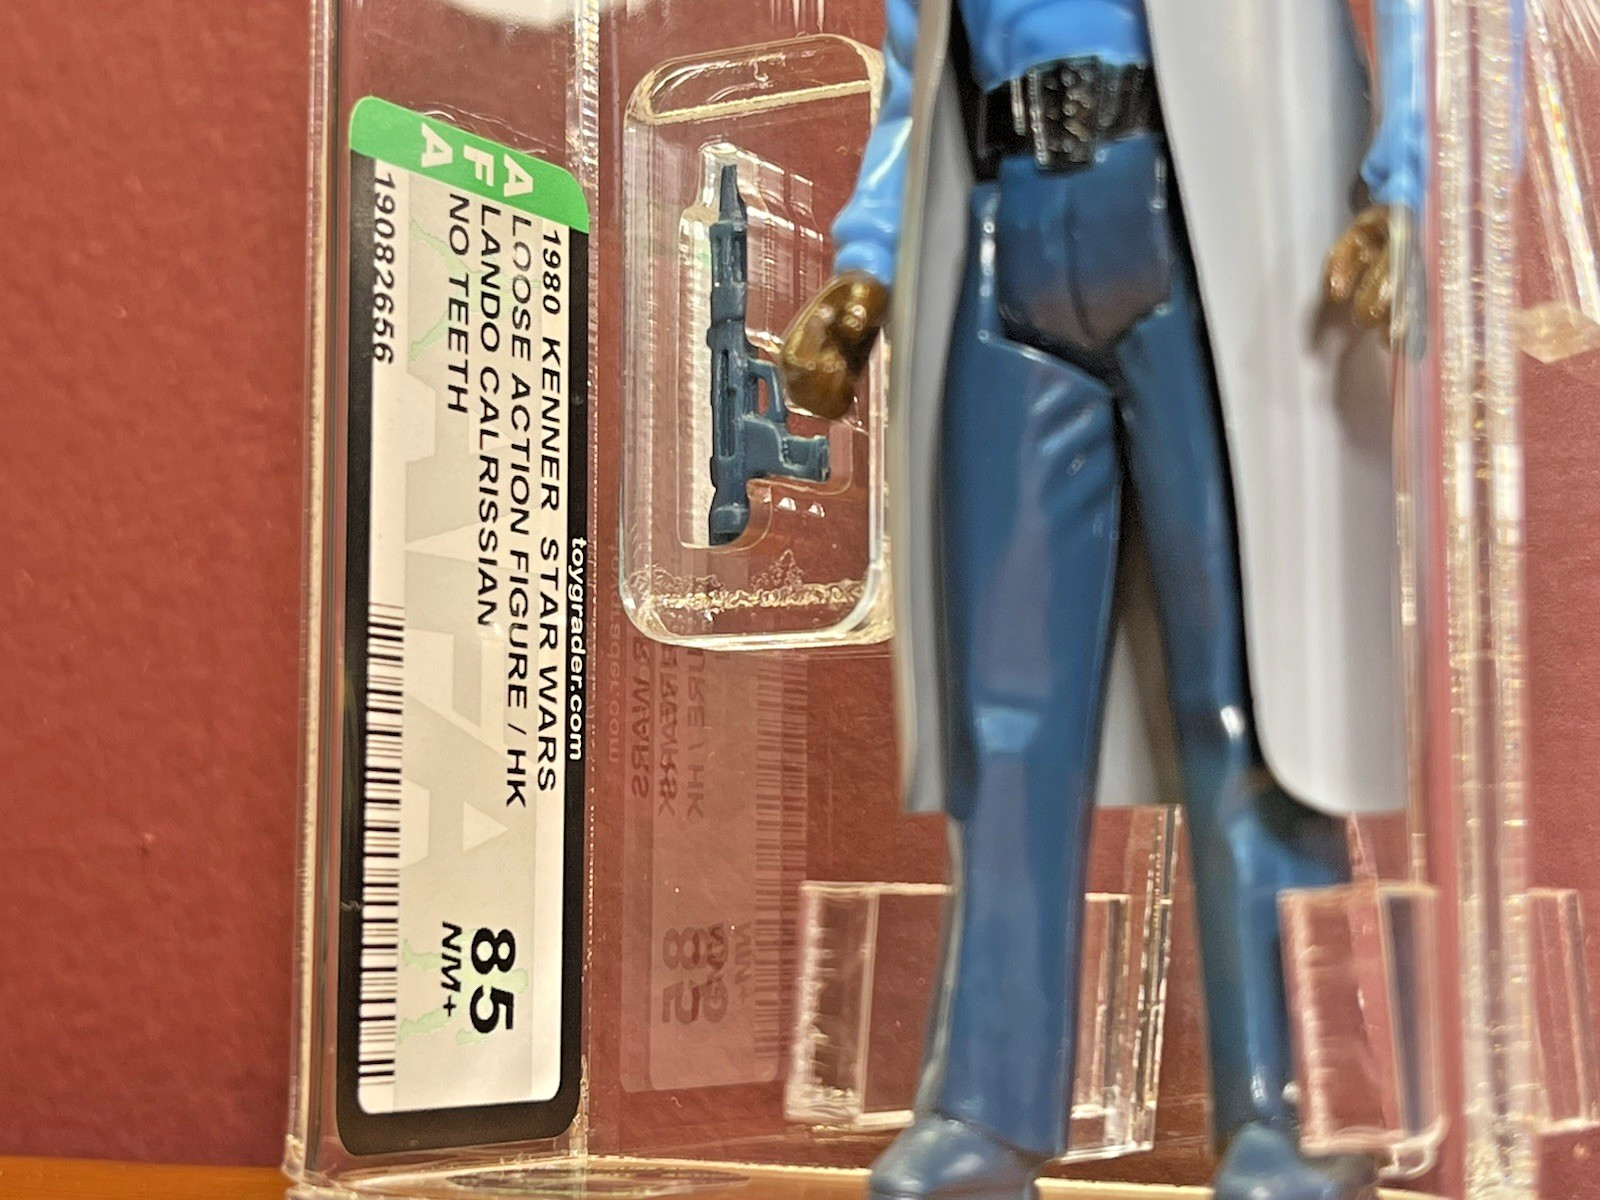 AFA
1980 KENNER STAR WARS
LOOSE ACTION FIGURE / HK
LANDO CALRISSIAN
NO TEETH
19082656
85
NM+
toygrader.com